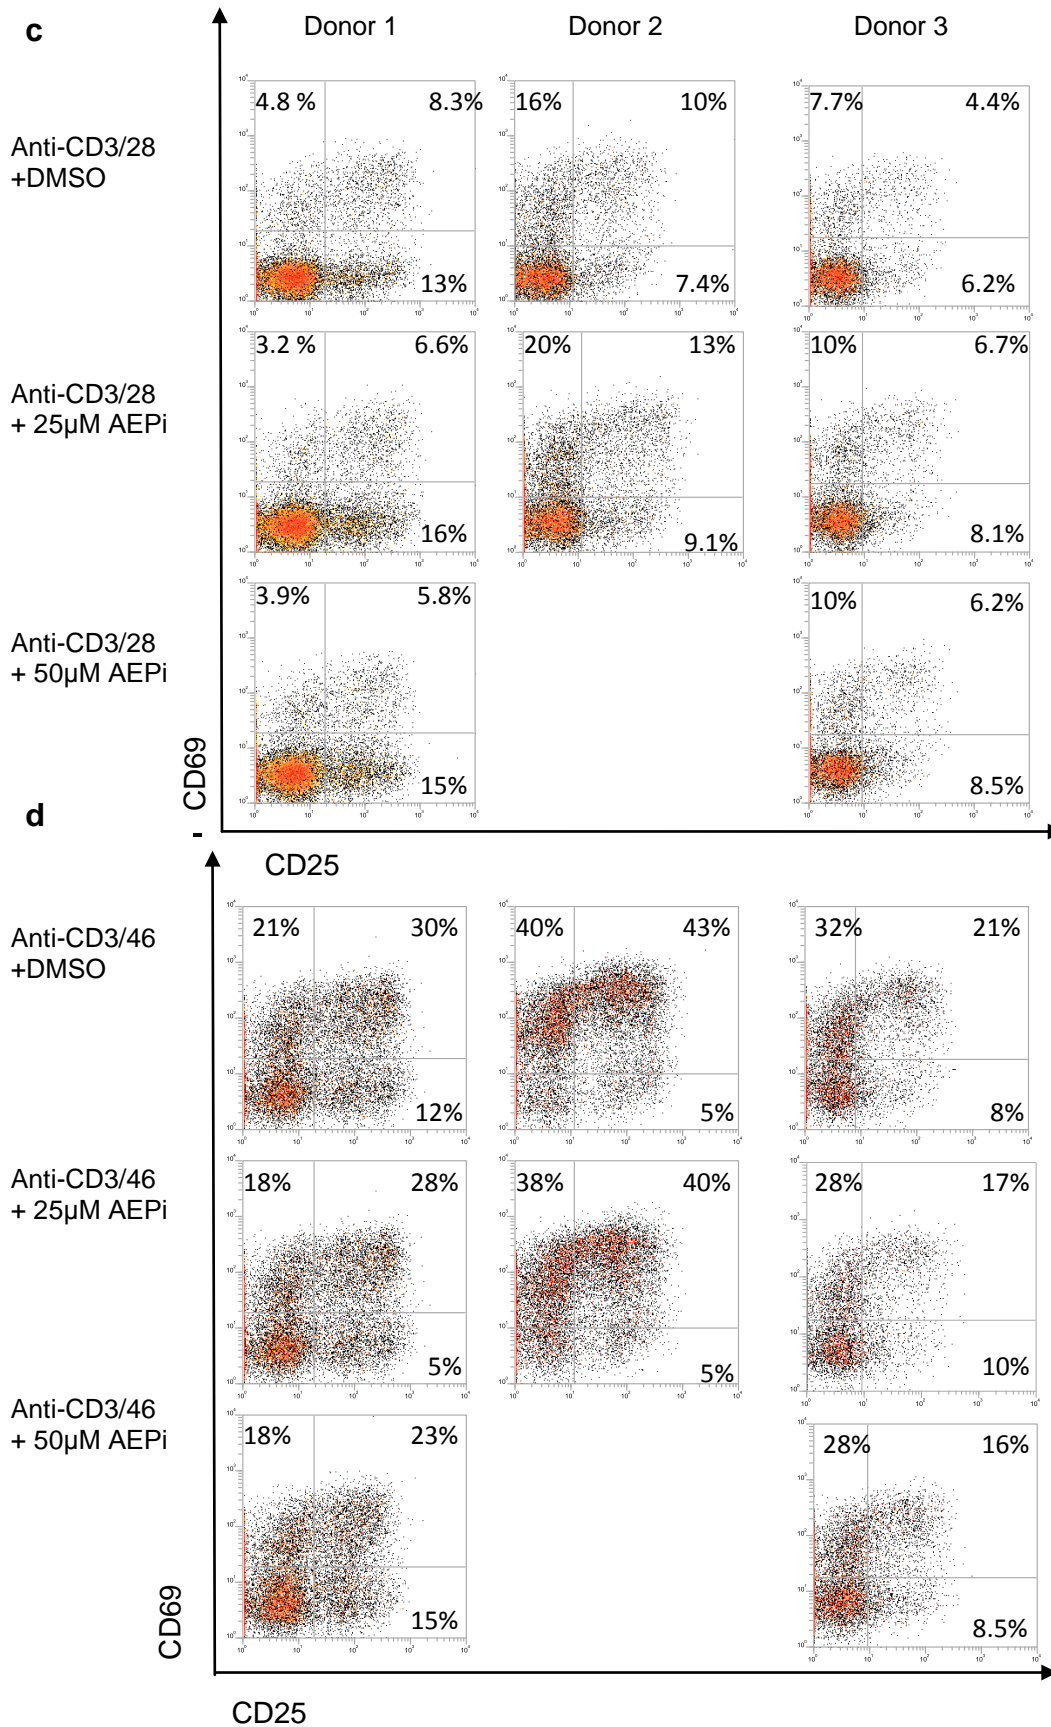 c
Donor 1 Donor 2 Donor 3
Anti-CD3/28
+DMSO
4.8 % 8.3% 16% 10% 7.7% 4.4%
13% 7.4% 6.2%
Anti-CD3/28
+ 25µM AEPi
3.2 % 6.6% 20% 13% 10% 6.7%
16% 9.1% 8.1%
Anti-CD3/28
+ 50µM AEPi
3.9% 5.8% 10% 6.2%
15% 8.5%
CD69
CD25
d
Anti-CD3/46
+DMSO
21% 30% 40% 43% 32% 21%
12% 5% 8%
Anti-CD3/46
+ 25µM AEPi
18% 28% 38% 40% 28% 17%
5% 5% 10%
Anti-CD3/46
+ 50µM AEPi
18% 23% 28% 16%
15% 8.5%
CD69
CD25